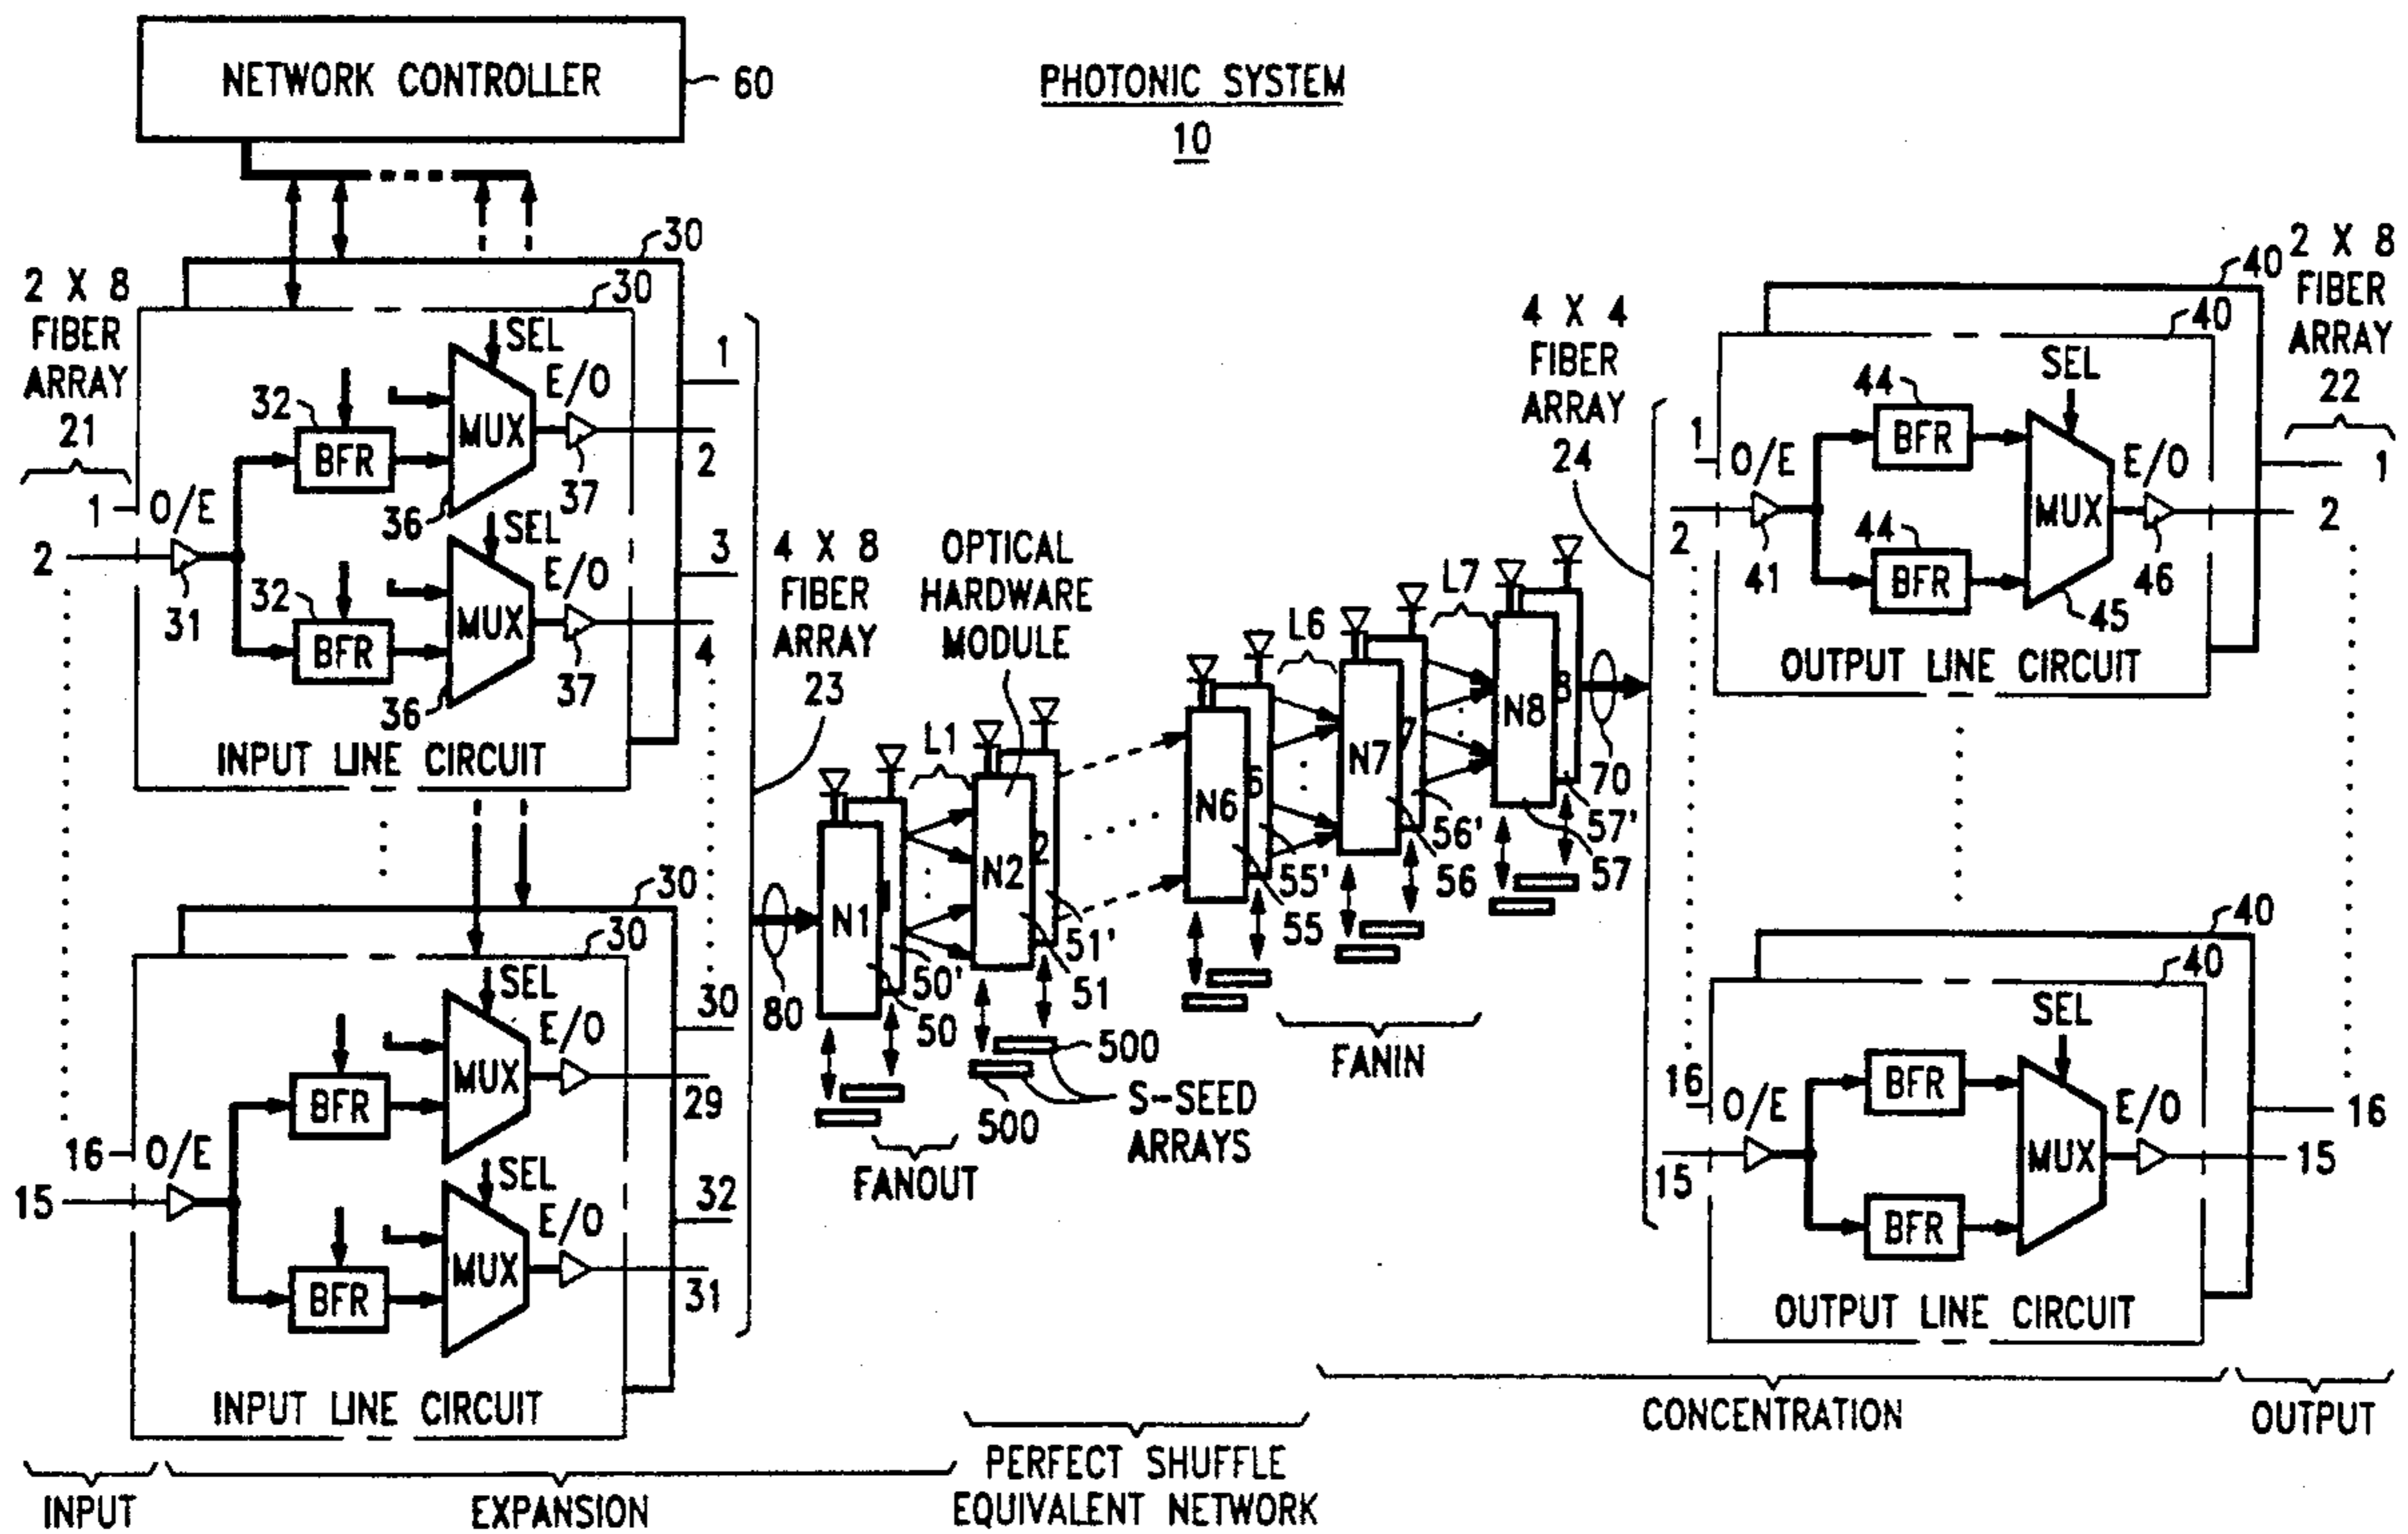 NETWORK CONTROLLER
60
PHOTONIC SYSTEM
10
30
30
2 X 8
FIBER
ARRAY
21
SEL
E/O
32
BFR
MUX
36
37
1
2
1
O/E
2
31
SEL
E/O
32
BFR
MUX
36
37
3
4
INPUT LINE CIRCUIT
4 X 8
FIBER
ARRAY
23
OPTICAL
HARDWARE
MODULE
30
30
SEL
E/O
BFR
MUX
30
29
16
O/E
15
SEL
E/O
BFR
MUX
32
31
INPUT LINE CIRCUIT
80
N1
50'
50
L1
N2
2
51'
51
500
500
S-SEED
ARRAYS
FANOUT
N6
6
55'
55
L6
N7
7
56'
56
L7
N8
8
57'
57
70
FANIN
4 X 4
FIBER
ARRAY
24
40
40
2 X 8
FIBER
ARRAY
22
1
O/E
2
41
44
BFR
44
BFR
SEL
MUX
45
E/O
46
1
2
OUTPUT LINE CIRCUIT
40
40
16
O/E
15
BFR
BFR
SEL
MUX
E/O
16
15
OUTPUT LINE CIRCUIT
INPUT
EXPANSION
PERFECT SHUFFLE
EQUIVALENT NETWORK
CONCENTRATION
OUTPUT